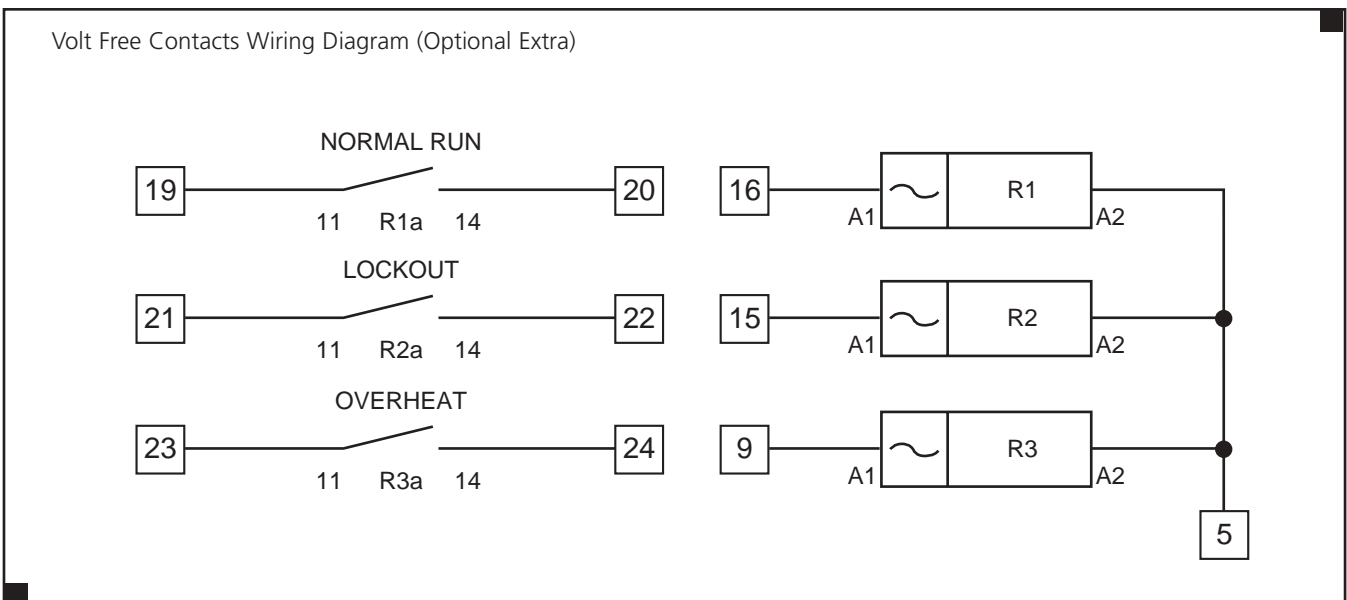 Volt Free Contacts Wiring Diagram (Optional Extra)
NORMAL RUN
19 20 16 R1
11 R1a 14 A1 A2
LOCKOUT
21 22 15 R2
11 R2a 14 A1 A2
OVERHEAT
23 24 9 R3
11 R3a 14 A1 A2
5